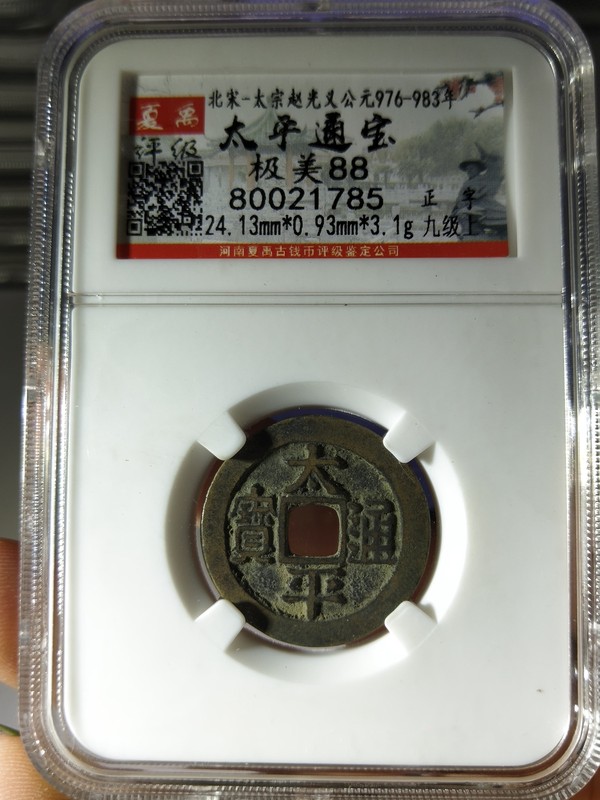 北宋-太宗赵光义公元976-983年
夏禹
评级
太平通宝
极美88
80021785
正字
24.13mm*0.93mm*3.1g 九级上
河南夏禹古钱币评级鉴定公司
太平通寶